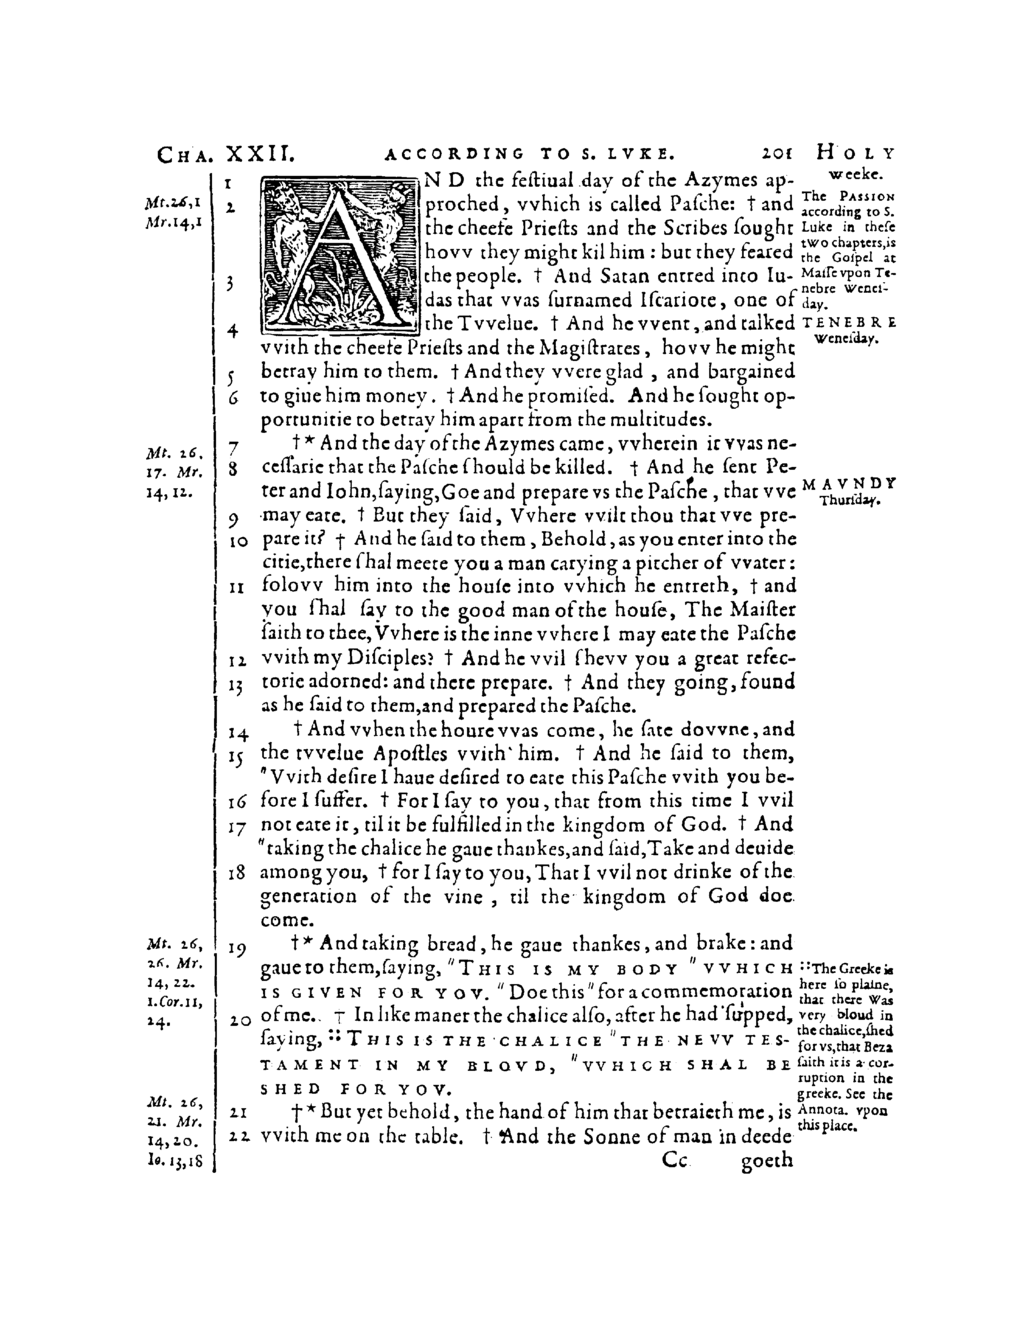 CHA. XXII. ACCORDING TO S. LVKE. 201 HOLY
weeke.
Mt.26,1
Mr.14,1
1
2
3
4
5
6
AND the feſtiual day of the Azymes ap-
proched, vvhich is called Paſche: † and
the cheefe Prieſts and the Scribes ſought
hovv they might kil him : but they feared
the people. † And Satan entred into Iu-
das that vvas ſurnamed Iſcariote, one of
the Tvvelue. † And he vvent, and talked
vvith the cheefe Prieſts and the Magiſtrates, hovv he might
betray him to them. † And they vvere glad , and bargained
to giue him money. † And he promiſed. And he ſought op-
portunitie to betray him apart from the multitudes.
The PASSION
according to S.
Luke in theſe
two chapters,is
the Goſpel at
Maiſſe vpon Te-
nebre Wenei-
day.
TENEBRE
Weneſday.
Mt. 26,
17. Mr.
14, 12.
7 † * And the day of the Azymes came, vvherein it vvas ne-
8 ceſſarie that the Paſche ſhould be killed. † And he ſent Pe-
ter and Iohn,ſaying,Goe and prepare vs the Paſche , that vve
9 may eate. † But they ſaid, Vvhere vvilt thou that vve pre-
10 pare it? † And he ſaid to them, Behold, as you enter into the
citie,there ſhal meete you a man carying a pitcher of vvater:
11 folovv him into the houſe into vvhich he entreth, † and
you ſhal ſay to the good man of the houſe, The Maiſter
ſaith to thee, Vvhere is the inne vvhere I may eate the Paſche
12 vvith my Diſciples? † And he vvil ſhevv you a great refec-
13 torie adorned: and there prepare. † And they going, found
as he ſaid to them,and prepared the Paſche.
MAVNDY
Thurſday.
14 † And vvhen the houre vvas come, he ſate dovvne, and
15 the tvvelue Apoſtles vvith him. † And he ſaid to them,
"Vvith deſire I haue deſired to eate this Paſche vvith you be-
16 fore I ſuffer. † For I ſay to you, that from this time I vvil
17 not eate it, til it be fulfilled in the kingdom of God. † And
"taking the chalice he gaue thankes,and ſaid,Take and deuide
18 among you, † for I ſay to you, That I vvil not drinke of the
generation of the vine , til the kingdom of God doe
come.
Mt. 26,
26. Mr.
14, 22.
1.Cor.11,
24.
19 † * And taking bread, he gaue thankes, and brake: and
gaue to them,ſaying, "THIS IS MY BODY "VVHICH
IS GIVEN FOR YOV. "Doe this" for a commemoration
20 of me. † In like maner the chalice alſo, after he had ſupped,
ſaying, ∷ THIS IS THE CHALICE "THE NEVV TES-
TAMENT IN MY BLOVD, "VVHICH SHAL BE
SHED FOR YOV.
∷The Greeke is
here ſo plaine,
that there Was
very bloud in
the chalice,ſhed
for vs,that Beza
ſaith it is a cor-
ruption in the
greeke. See the
Annota. vpon
this place.
Mt. 26,
21. Mr.
14, 20.
Io. 13,18
21 † * But yet behold, the hand of him that betraieth me, is
22 vvith me on the table. † And the Sonne of man in deede
Cc goeth